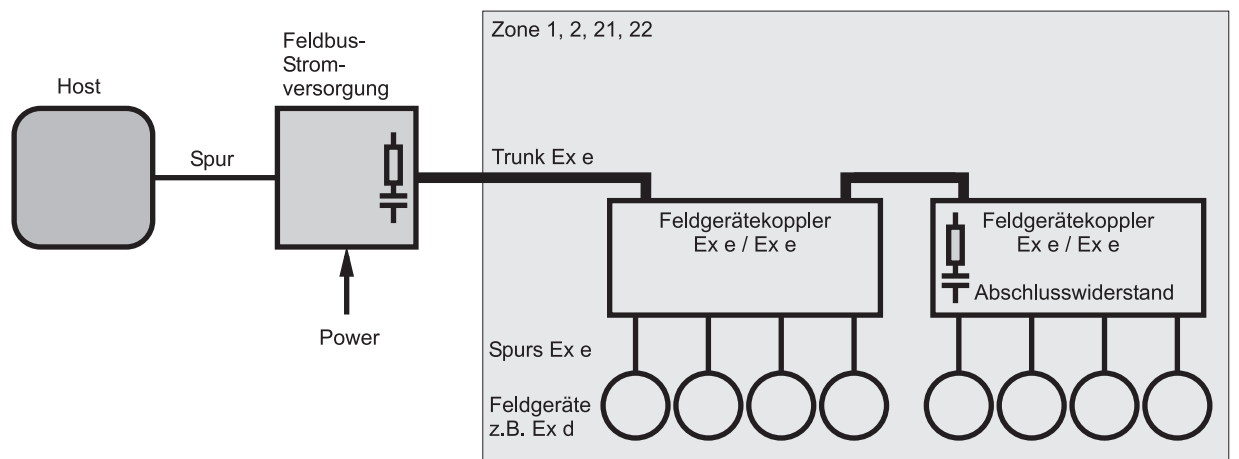 Zone 1, 2, 21, 22
Feldbus-
Strom-
versorgung
Host
Spur
Trunk Ex e
Feldgerätekoppler
Ex e / Ex e
Feldgerätekoppler
Ex e / Ex e
Abschlusswiderstand
Power
Spurs Ex e
Feldgeräte
z.B. Ex d